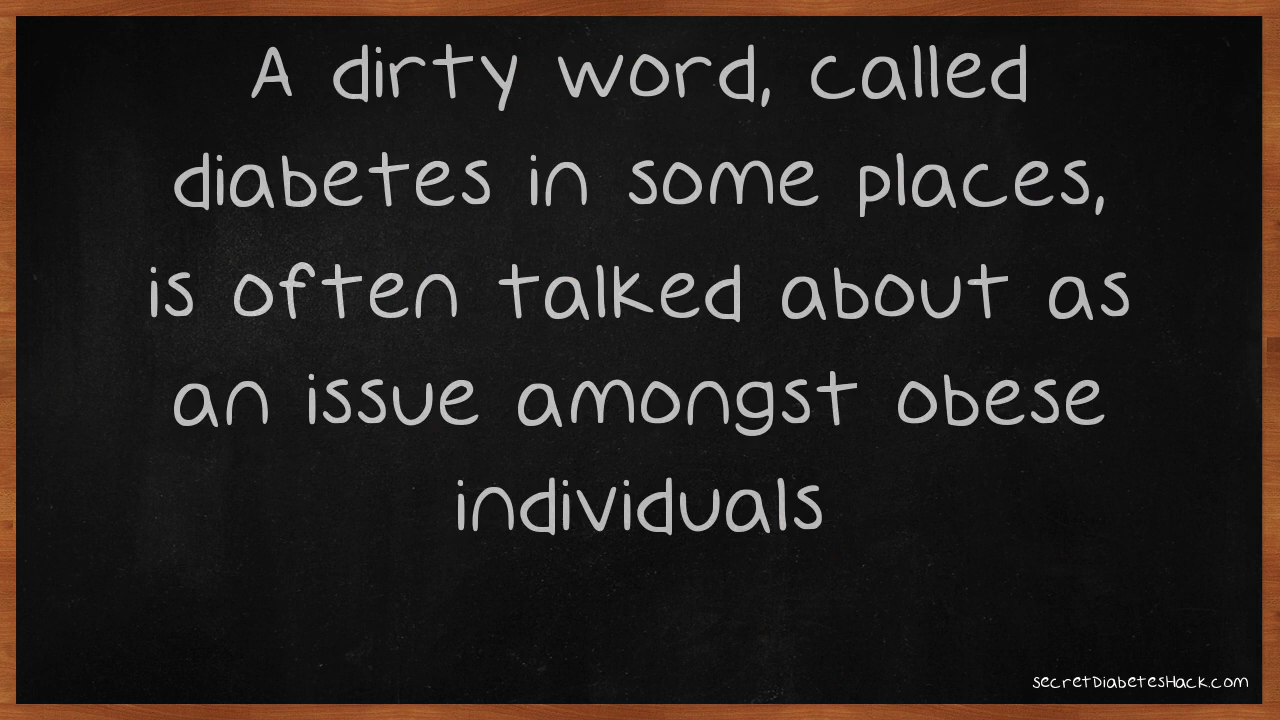 A dirty word, called
diabetes in some places,
is often talked about as
an issue amongst obese
individuals
secretDiabetesHack.com